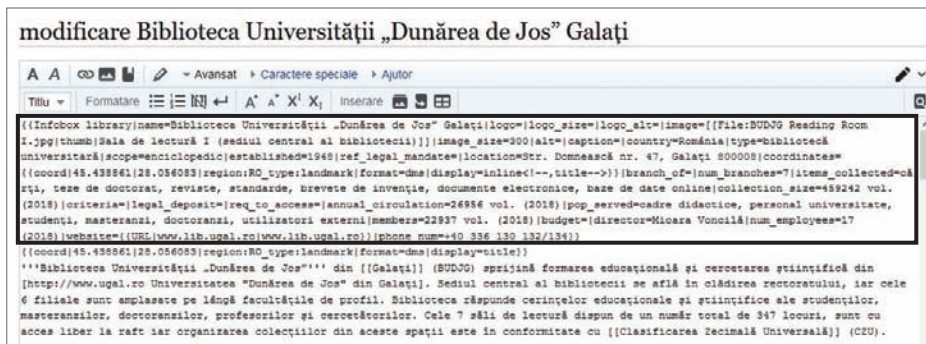 modificare Biblioteca Universității „Dunărea de Jos” Galați
A A Avansat Caractere speciale Ajutor
Titlu Formatare A A X¹ X₁ Inserare
{{Infobox library|name=Biblioteca Universității „Dunărea de Jos” Galați|logo=|logo_size=|logo_alt=|image=[[File:BUDJG Reading Room
I.jpg|thumb|Sala de lectură I (sediul central al bibliotecii)]]|image_size=300|alt=|caption=|country=România|type=bibliotecă
universitară|scope=enciclopedic|established=1948|ref_legal_mandate=|location=Str. Domnească nr. 47, Galați 800008|coordinates=
{{coord|45.438861|28.056083|region:RO_type:landmark|format=dms|display=inline<!--,title-->}}|branch_of=|num_branches=7|items_collected=că
rți, teze de doctorat, reviste, standarde, brevete de invenție, documente electronice, baze de date online|collection_size=459242 vol.
(2018)|criteria=|legal_deposit=|req_to_access=|annual_circulation=26956 vol. (2018)|pop_served=cadre didactice, personal universitate,
studenți, masteranzi, doctoranzi, utilizatori externi|members=22937 vol. (2018)|budget=|director=Mioara Voncilă|num_employees=17
(2018)|website={{URL|www.lib.ugal.ro|www.lib.ugal.ro}}|phone_num=+40 336 130 132/134}}
{{coord|45.438861|28.056083|region:RO_type:landmark|format=dms|display=title}}
'''Biblioteca Universității „Dunărea de Jos”''' din [[Galați]] (BUDJG) sprijină formarea educațională și cercetarea științifică din
[http://www.ugal.ro Universitatea "Dunărea de Jos" din Galați]. Sediul central al bibliotecii se află în clădirea rectoratului, iar cele
6 filiale sunt amplasate pe lângă facultățile de profil. Biblioteca răspunde cerințelor educaționale și științifice ale studenților,
masteranzilor, doctoranzilor, profesorilor și cercetătorilor. Cele 7 săli de lectură dispun de un număr total de 347 locuri, sunt cu
acces liber la raft iar organizarea colecțiilor din aceste spații este în conformitate cu [[Clasificarea Zecimală Universală]] (CZU).